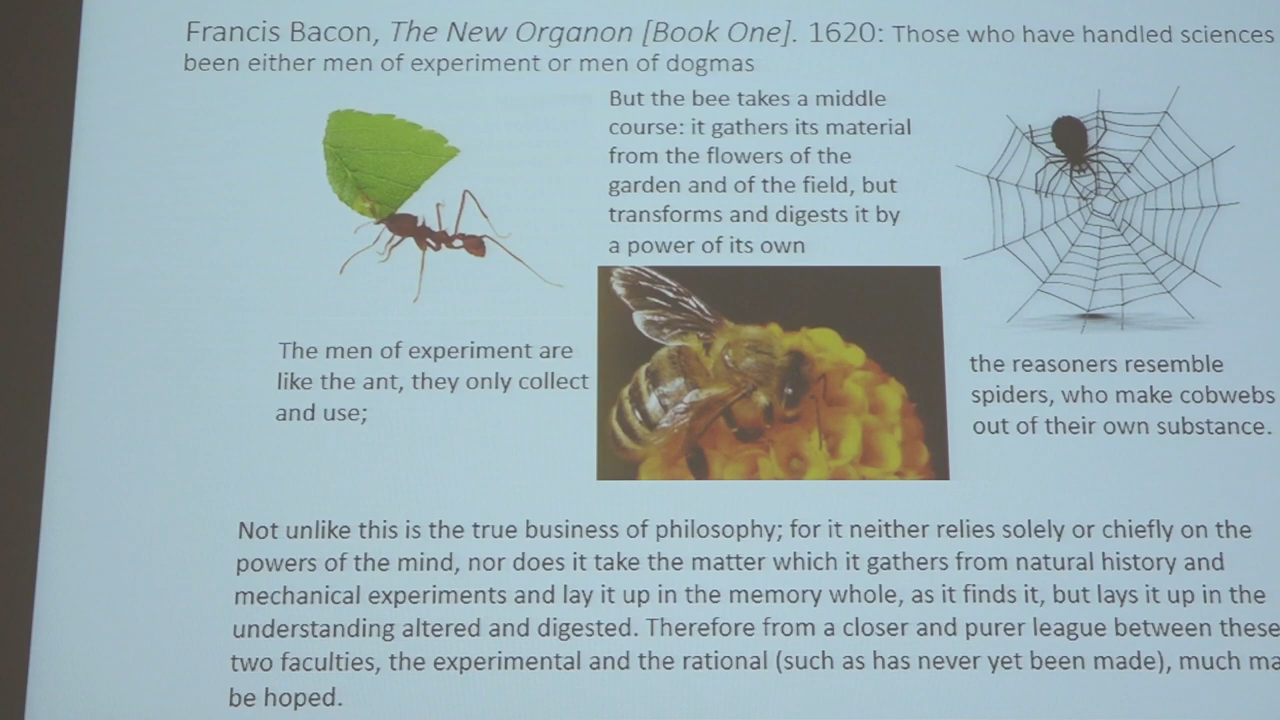 Francis Bacon, The New Organon [Book One]. 1620: Those who have handled sciences
been either men of experiment or men of dogmas
But the bee takes a middle
course: it gathers its material
from the flowers of the
garden and of the field, but
transforms and digests it by
a power of its own
The men of experiment are
like the ant, they only collect
and use;
the reasoners resemble
spiders, who make cobwebs
out of their own substance.
Not unlike this is the true business of philosophy; for it neither relies solely or chiefly on the
powers of the mind, nor does it take the matter which it gathers from natural history and
mechanical experiments and lay it up in the memory whole, as it finds it, but lays it up in the
understanding altered and digested. Therefore from a closer and purer league between these
two faculties, the experimental and the rational (such as has never yet been made), much
be hoped.